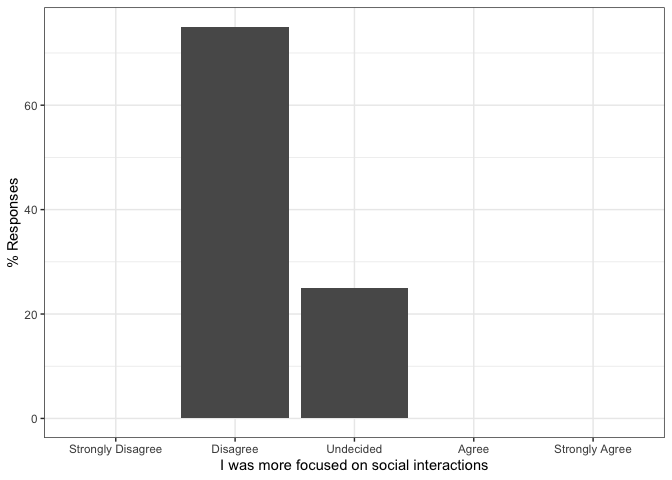 % Responses
60
40
20
0
Strongly Disagree Disagree Undecided Agree Strongly Agree
I was more focused on social interactions